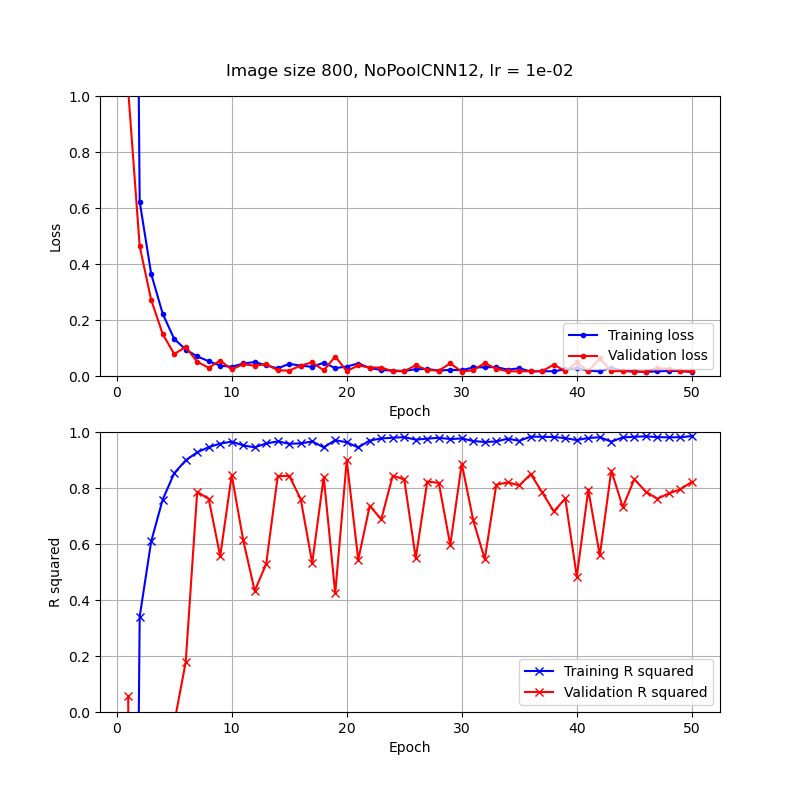 Image size 800, NoPoolCNN12, lr = 1e-02
1.0
0.8
0.6
0.4
0.2
0.0
Loss
Training loss
Validation loss
0 10 20 30 40 50
Epoch
1.0
0.8
0.6
0.4
0.2
0.0
R squared
Training R squared
Validation R squared
0 10 20 30 40 50
Epoch